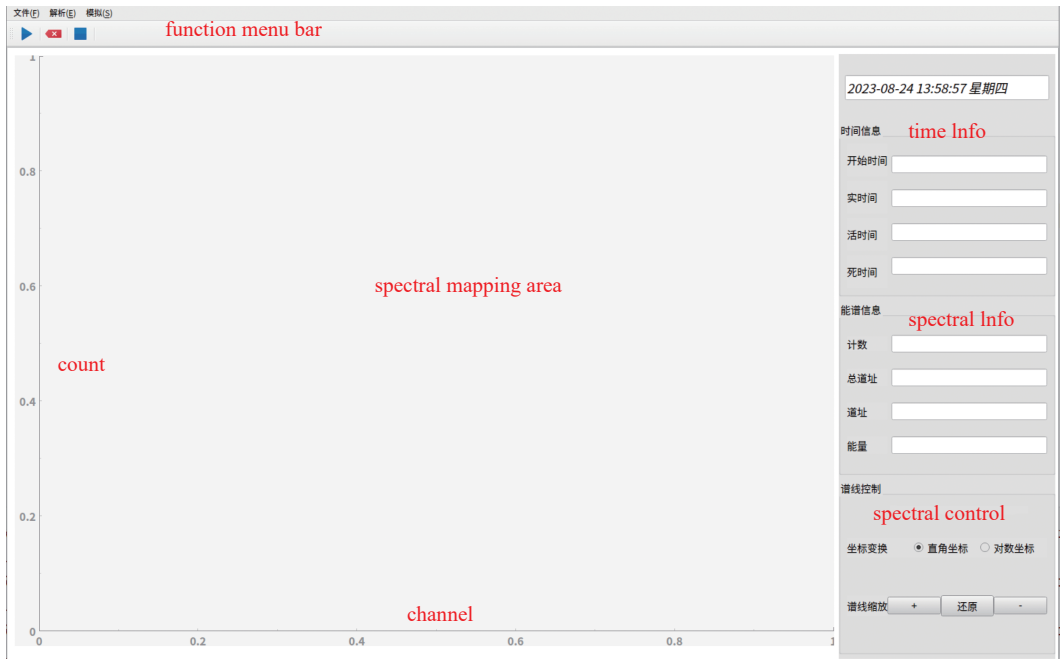 文件(F) 解析(E) 模拟(S)
function menu bar
1
0.8
0.6
0.4
0.2
0
0 0.2 0.4 0.6 0.8 1
count
spectral mapping area
channel
2023-08-24 13:58:57 星期四
时间信息 time lnfo
开始时间
实时间
活时间
死时间
能谱信息
spectral lnfo
计数
总道址
道址
能量
谱线控制
spectral control
坐标变换 直角坐标 对数坐标
谱线缩放 + 还原 -